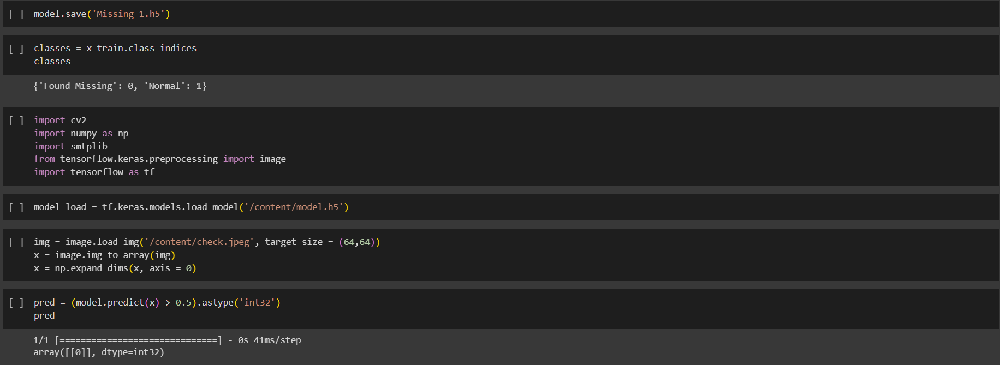 [ ] model.save('Missing_1.h5')
[ ] classes = x_train.class_indices
classes
{'Found Missing': 0, 'Normal': 1}
[ ] import cv2
import numpy as np
import smtplib
from tensorflow.keras.preprocessing import image
import tensorflow as tf
[ ] model_load = tf.keras.models.load_model('/content/model.h5')
[ ] img = image.load_img('/content/check.jpeg', target_size = (64,64))
x = image.img_to_array(img)
x = np.expand_dims(x, axis = 0)
[ ] pred = (model.predict(x) > 0.5).astype('int32')
pred
1/1 [==============================] - 0s 41ms/step
array([[0]], dtype=int32)